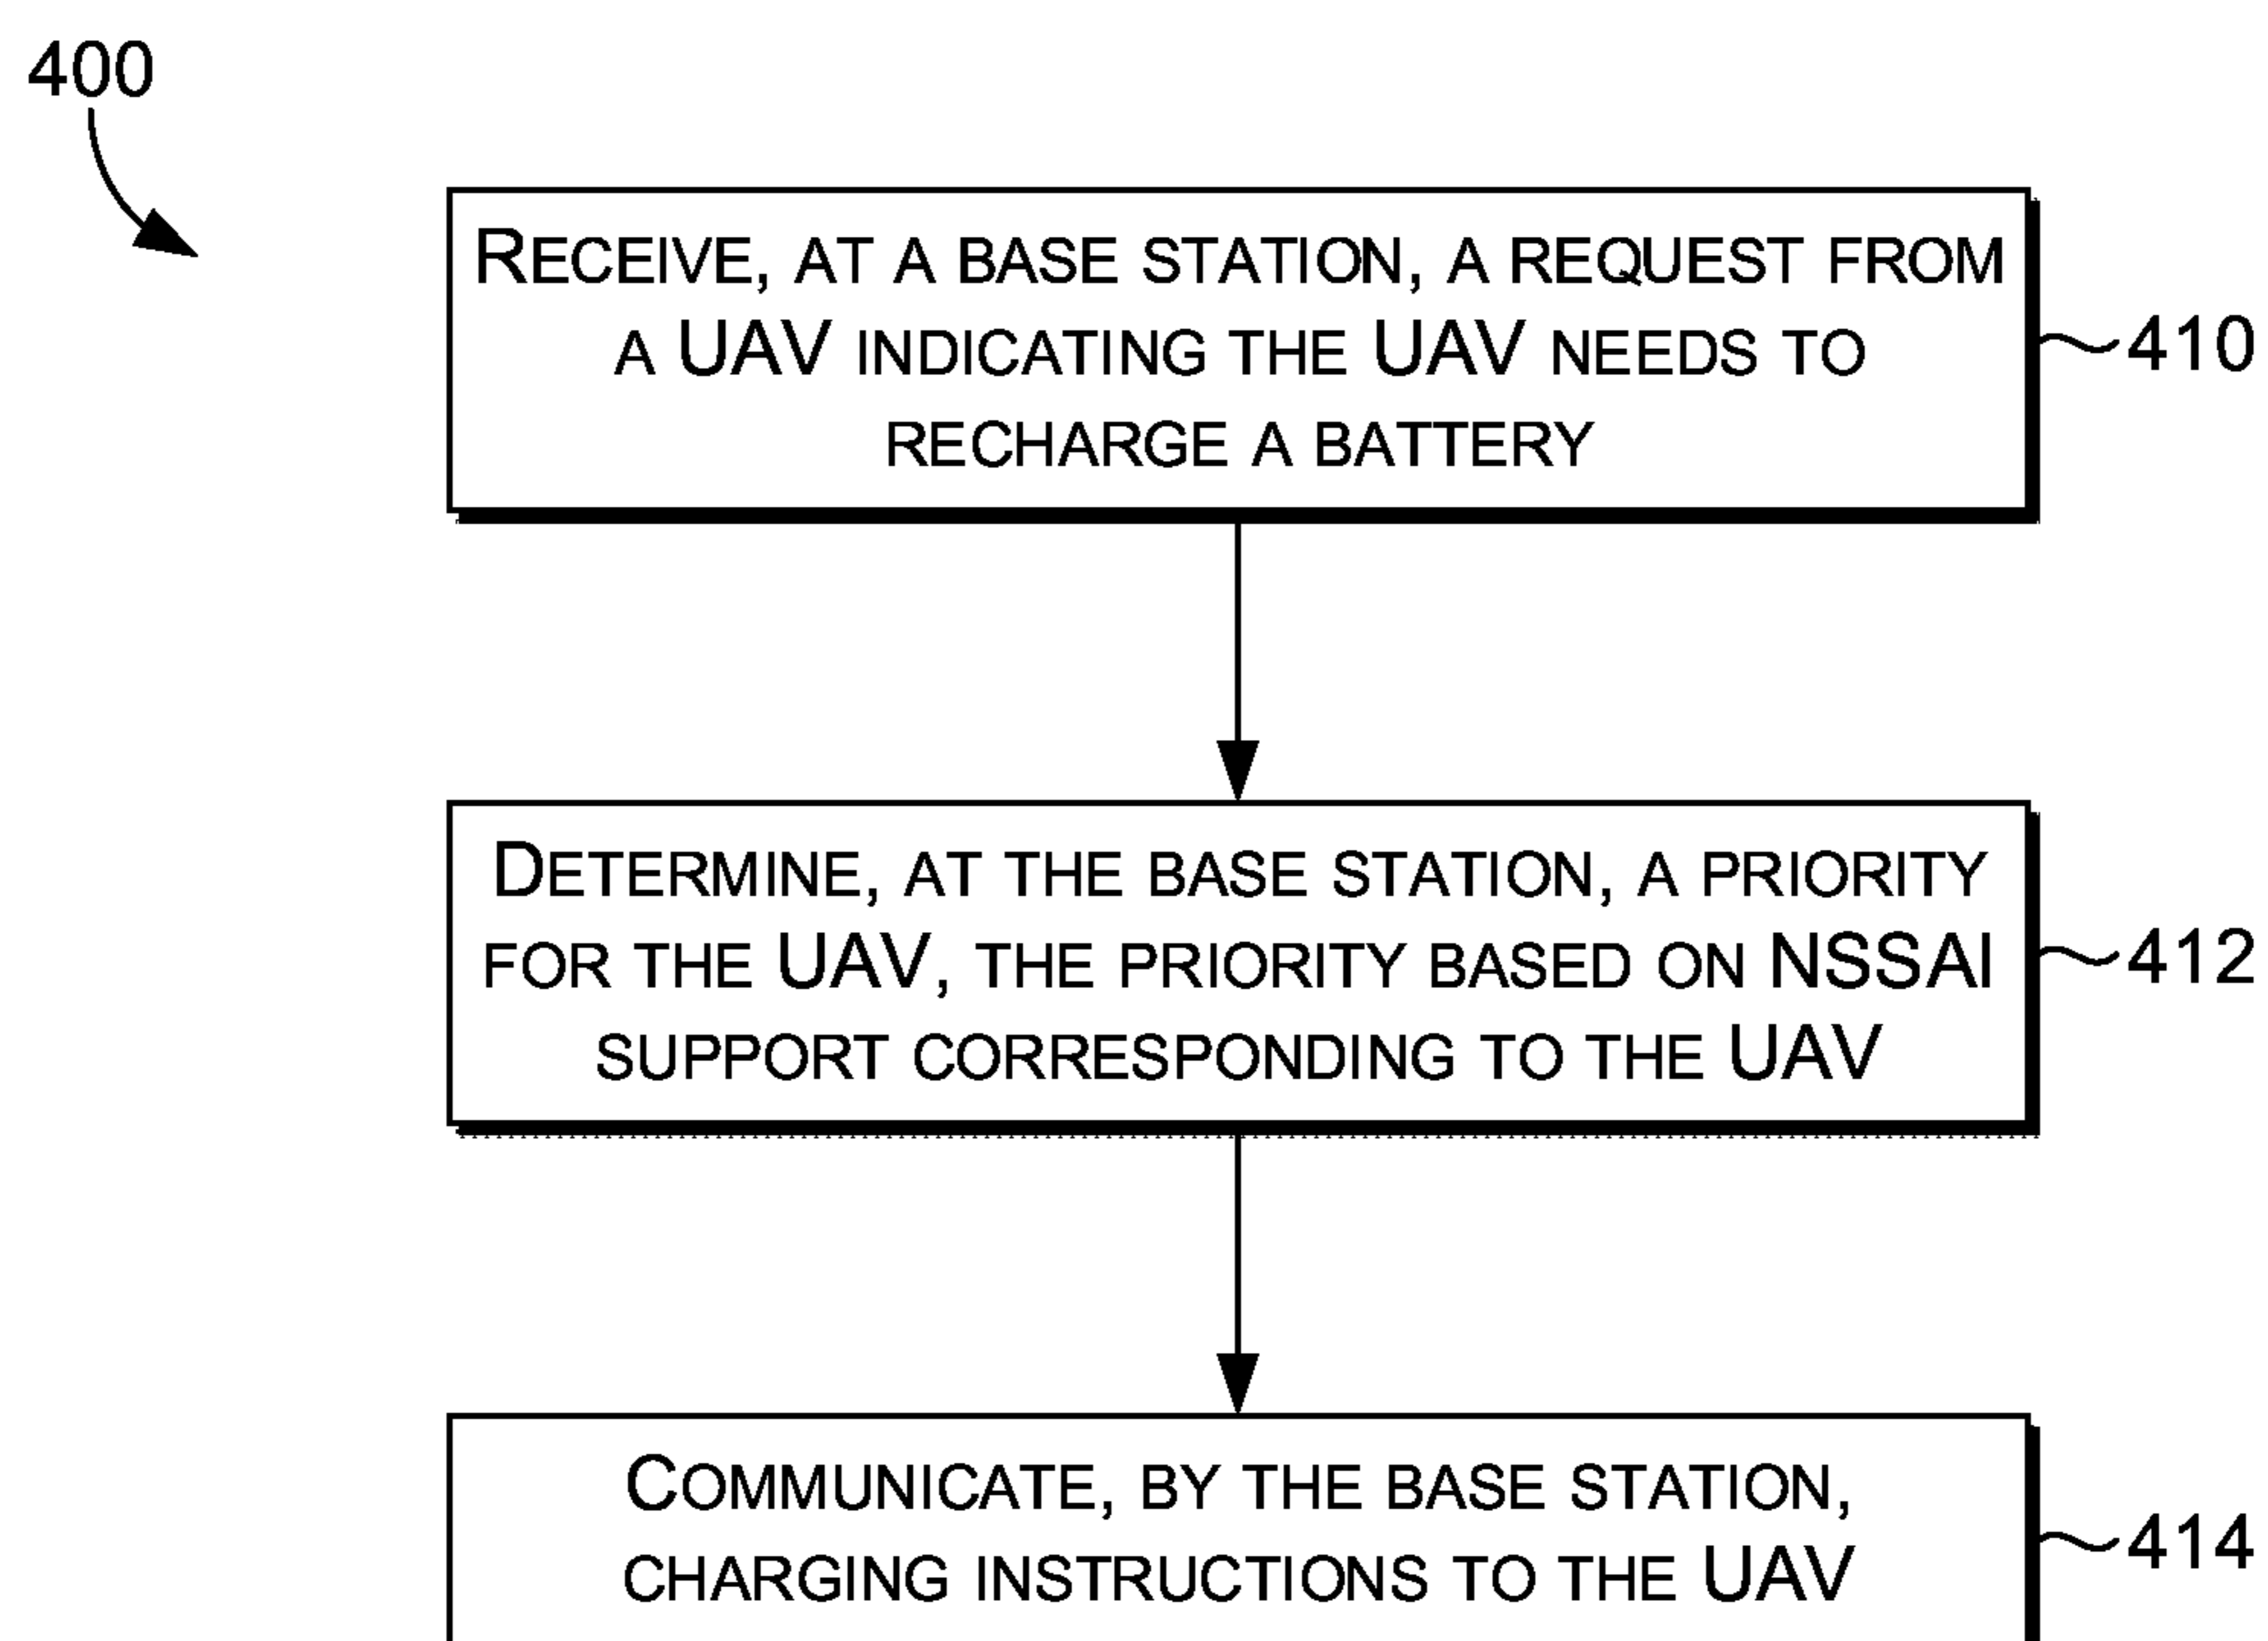 400
RECEIVE, AT A BASE STATION, A REQUEST FROM
A UAV INDICATING THE UAV NEEDS TO
RECHARGE A BATTERY
410
DETERMINE, AT THE BASE STATION, A PRIORITY
FOR THE UAV, THE PRIORITY BASED ON NSSAI
SUPPORT CORRESPONDING TO THE UAV
412
COMMUNICATE, BY THE BASE STATION,
CHARGING INSTRUCTIONS TO THE UAV
414